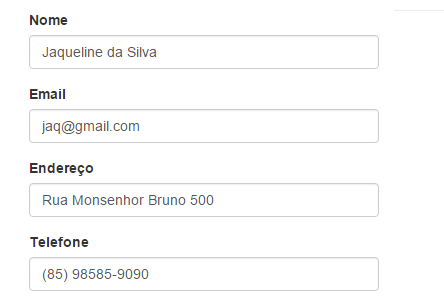 Nome
Jaqueline da Silva
Email
jaq@gmail.com
Endereço
Rua Monsenhor Bruno 500
Telefone
(85) 98585-9090